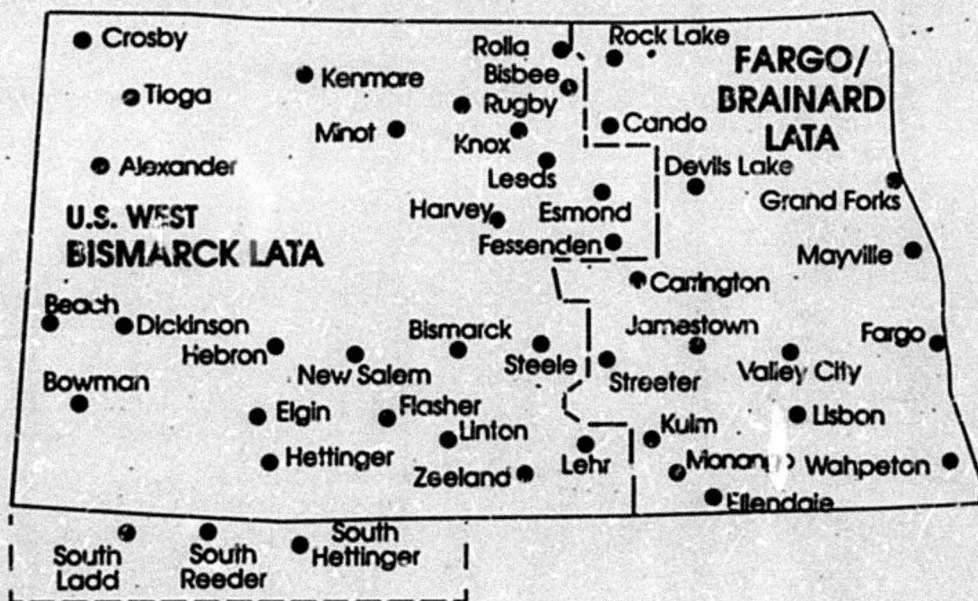 Crosby
Rolla
Rock Lake
Kenmare
Bisbee
FARGO/
BRAINARD
LATA
Tioga
Rugby
Minot
Knox
Cando
Alexander
Leeds
Devils Lake
Grand Forks
Harvey
Esmond
U.S. WEST
BISMARCK LATA
Fessenden
Mayville
Carrington
Beach
Dickinson
Bismarck
Jamestown
Fargo
Hebron
New Salem
Steele
Streeter
Valley City
Bowman
Elgin
Flasher
Lisbon
Linton
Kulm
Hettinger
Zeeland
Lehr
Monango
Wahpeton
Ellendale
South
Ladd
South
Reeder
South
Hettinger